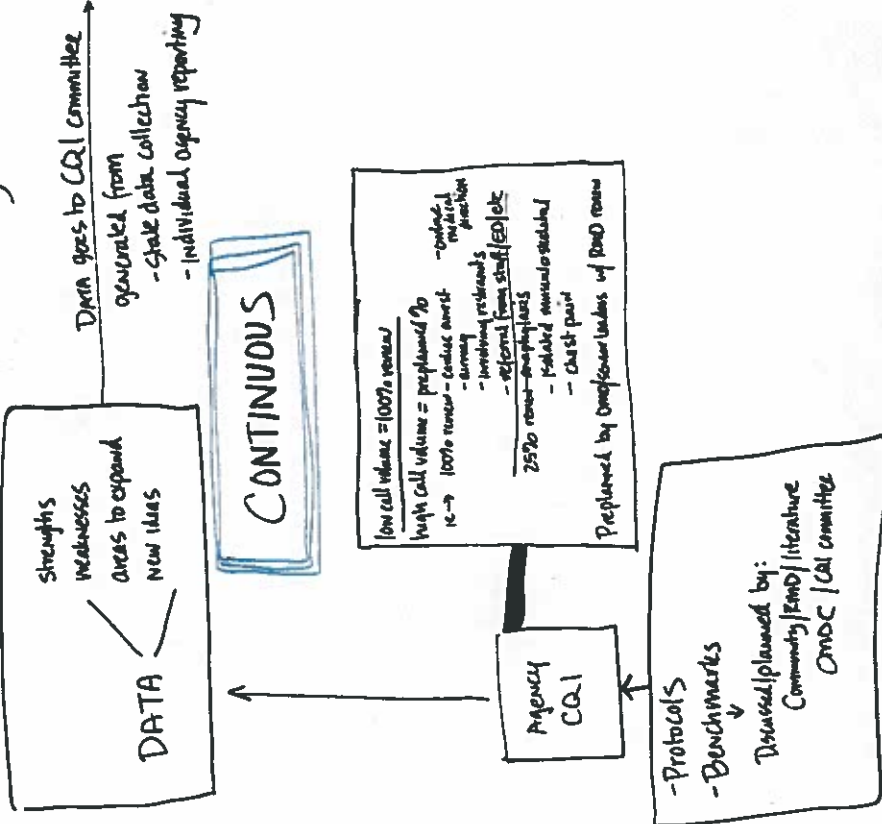 DATA
strengths
weaknesses
areas to expand
New ideas
DATA goes to CQI committee
generated from
- State data collection
- Individual agency reporting
CONTINUOUS
low call volume = 100% review
high call volume = preplanned %
ie → 100% review - cardiac arrest
- airway
- involving restraints
- referral from staff/ED/etc
- online medical direction
25% review - anaphylaxis
- isolated musculoskeletal
- chest pain
Preplanned by OMD/senior leaders w/ RMD review
Agency
CQI
- Protocols
- Benchmarks
Discussed/planned by:
Community/RMD/literature
OMDC/CQI committee